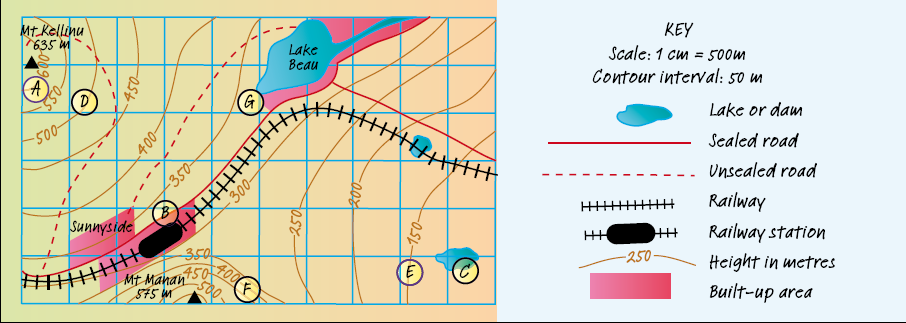 Mt Kellinu
635 m
600
550
500
450
400
350
300
250
200
150
A
D
G
Lake
Beau
B
Sunnyside
Mt Manan
575 m
350
400
450
500
F
E
C
KEY
Scale: 1 cm = 500m
Contour interval: 50 m
Lake or dam
Sealed road
Unsealed road
Railway
Railway station
250
Height in metres
Built-up area